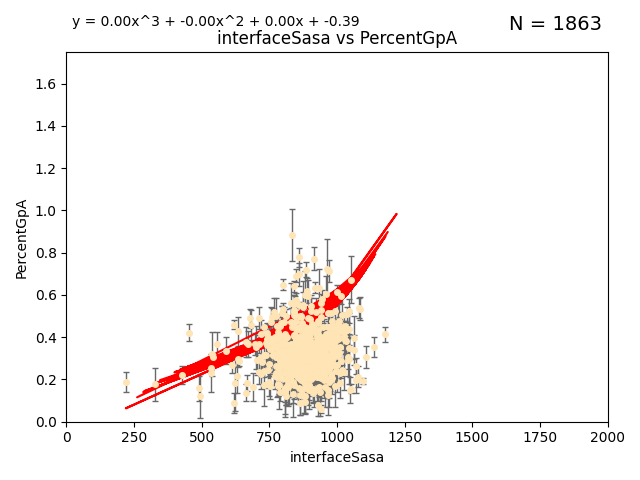 y = 0.00x^3 + -0.00x^2 + 0.00x + -0.39
N = 1863
interfaceSasa vs PercentGpA
PercentGpA
1.6
1.4
1.2
1.0
0.8
0.6
0.4
0.2
0.0
0 250 500 750 1000 1250 1500 1750 2000
interfaceSasa